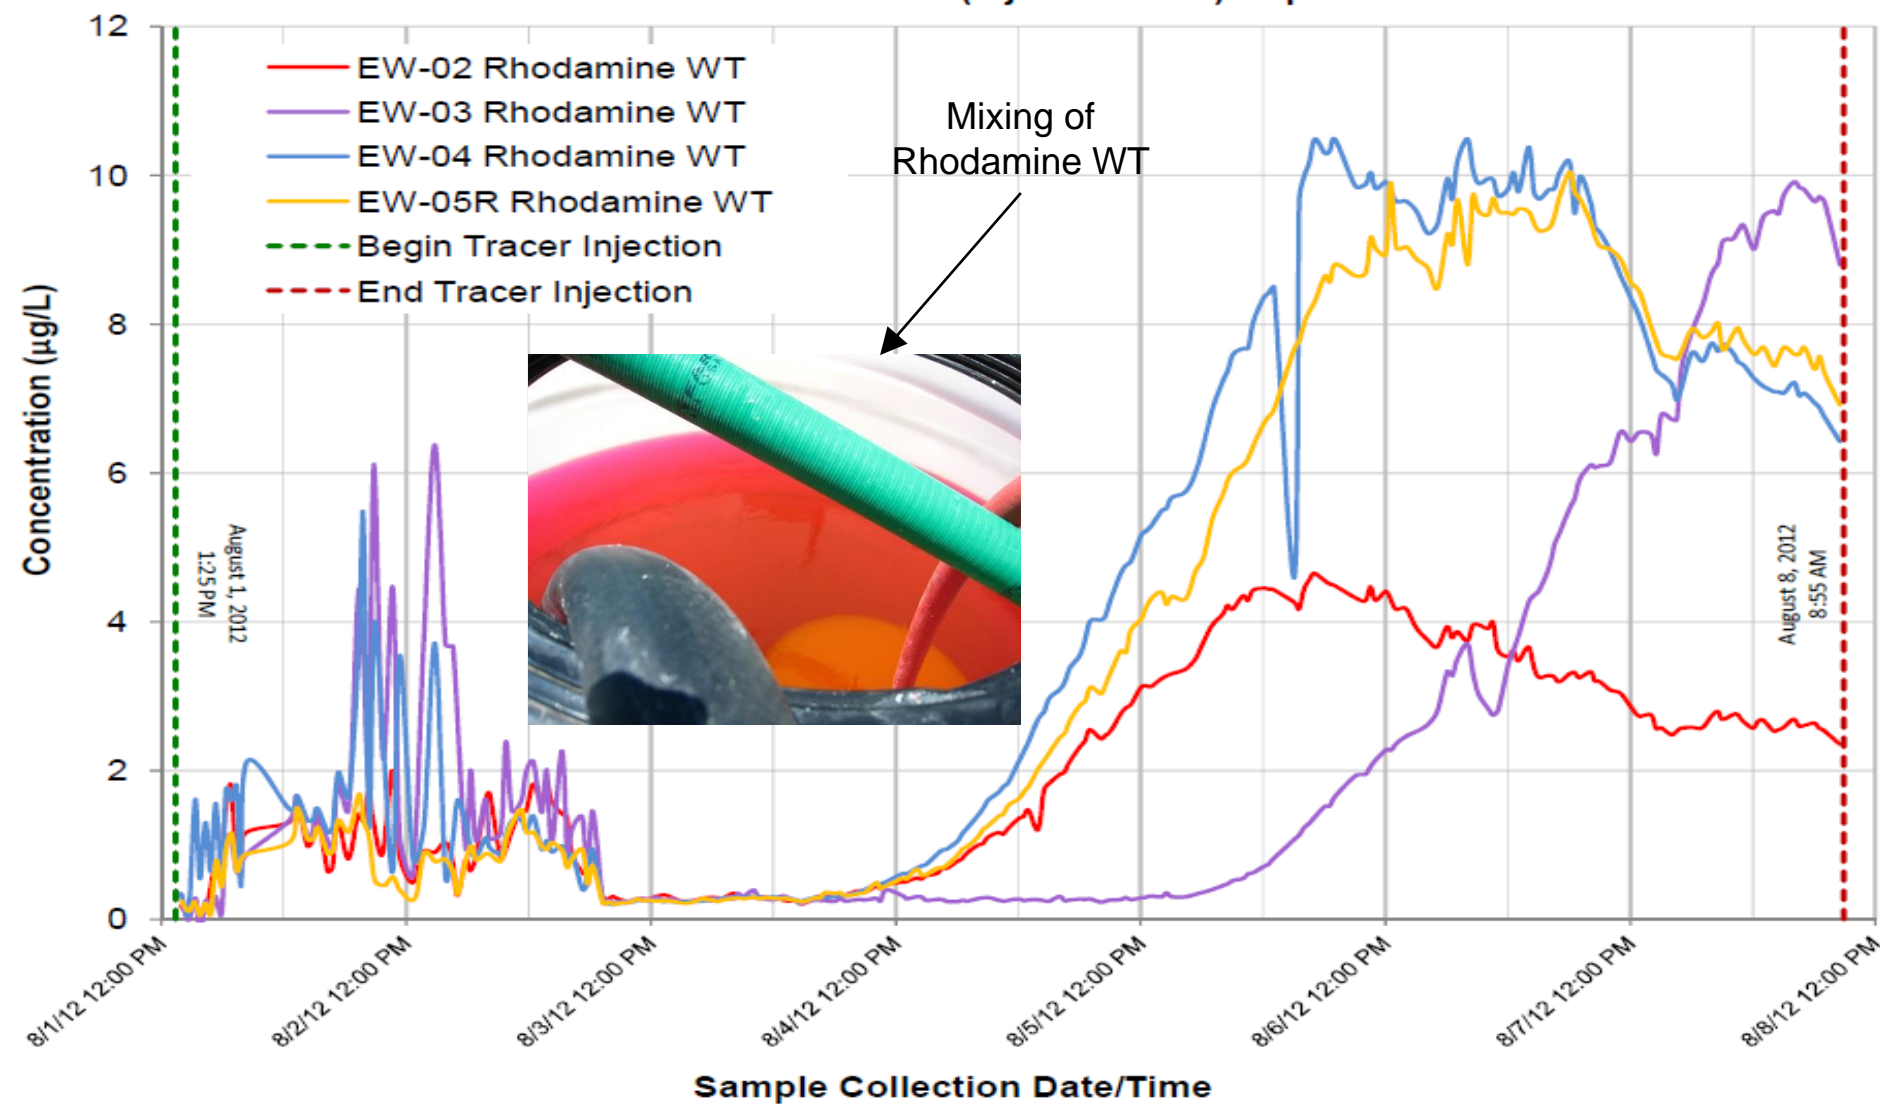 12
10
8
6
4
2
0
Concentration (µg/L)
EW-02 Rhodamine WT
EW-03 Rhodamine WT
EW-04 Rhodamine WT
EW-05R Rhodamine WT
Begin Tracer Injection
End Tracer Injection
Mixing of
Rhodamine WT
August 1, 2012
1:25 PM
August 8, 2012
8:55 AM
8/1/12 12:00 PM
8/2/12 12:00 PM
8/3/12 12:00 PM
8/4/12 12:00 PM
8/5/12 12:00 PM
8/6/12 12:00 PM
8/7/12 12:00 PM
8/8/12 12:00 PM
Sample Collection Date/Time